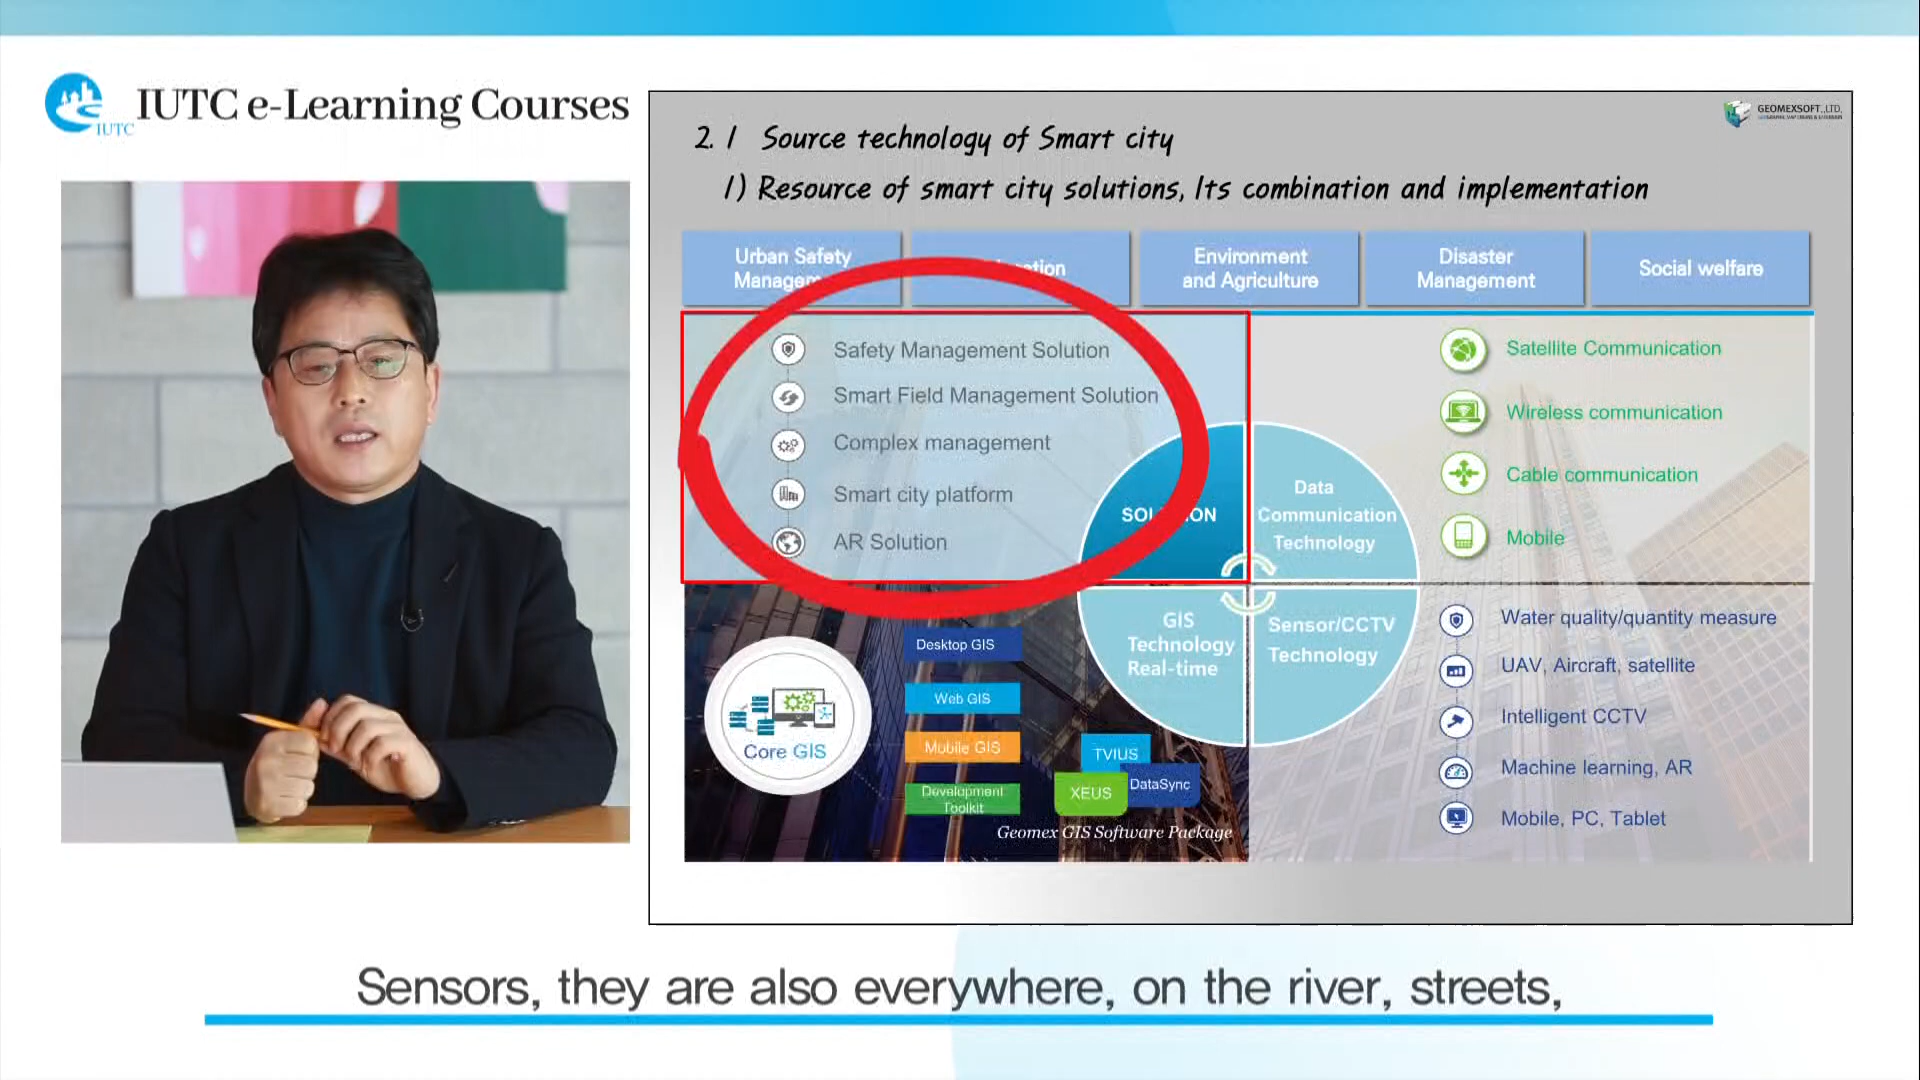 IUTC
IUTC e-Learning Courses
GEOMEXSOFT.,LTD.
2. 1 Source technology of Smart city
1) Resource of smart city solutions, Its combination and implementation
Urban Safety
Environment
and Agriculture
Disaster
Management
Social welfare
Safety Management Solution
Smart Field Management Solution
Complex management
Smart city platform
AR Solution
SOLUTION
Data
Communication
Technology
Satellite Communication
Wireless communication
Cable communication
Mobile
GIS
Technology
Real-time
Sensor/CCTV
Technology
Core GIS
Desktop GIS
Web GIS
Mobile GIS
Development
Toolkit
TVIUS
XEUS
DataSync
Geomex GIS Software Package
Water quality/quantity measure
UAV, Aircraft, satellite
Intelligent CCTV
Machine learning, AR
Mobile, PC, Tablet
Sensors, they are also everywhere, on the river, streets,